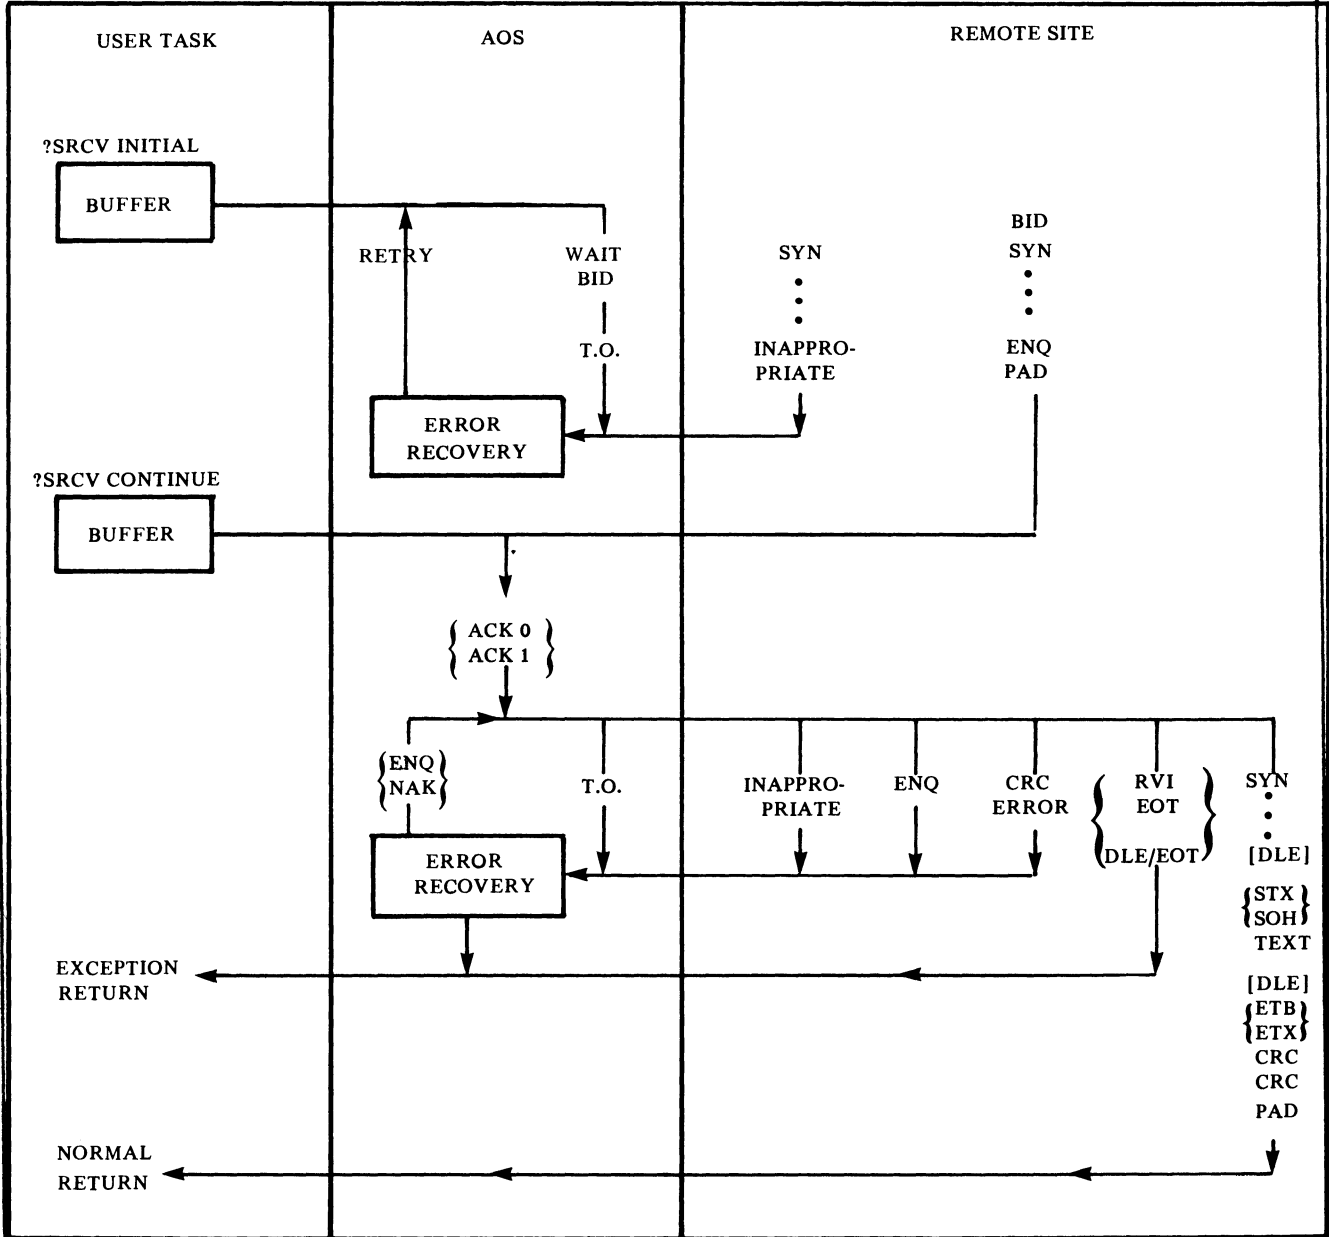 USER TASK
AOS
REMOTE SITE
?SRCV INITIAL
BUFFER
RETRY
WAIT
BID
T.O.
SYN
INAPPRO-
PRIATE
BID
SYN
ENQ
PAD
ERROR
RECOVERY
?SRCV CONTINUE
BUFFER
ACK 0
ACK 1
ENQ
NAK
T.O.
INAPPRO-
PRIATE
ENQ
CRC
ERROR
RVI
EOT
DLE/EOT
SYN
[DLE]
STX
SOH
TEXT
[DLE]
ETB
ETX
CRC
CRC
PAD
ERROR
RECOVERY
EXCEPTION
RETURN
NORMAL
RETURN